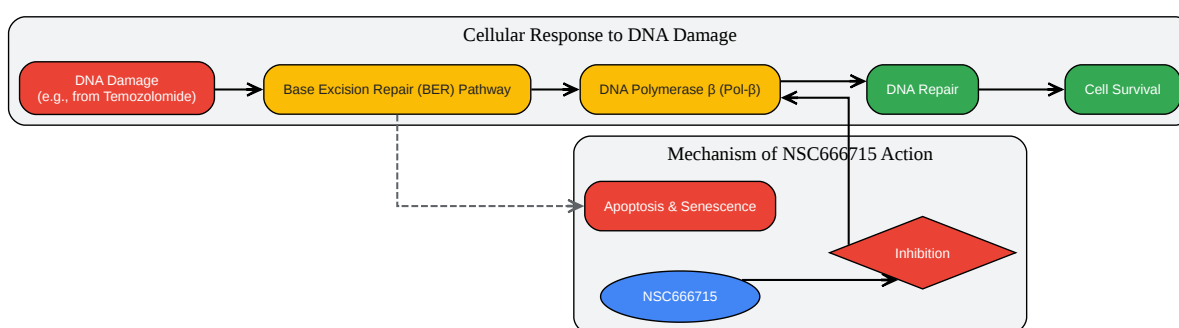 Cellular Response to DNA Damage
DNA Damage
(e.g., from Temozolomide)
Base Excision Repair (BER) Pathway
DNA Polymerase β (Pol-β)
DNA Repair
Cell Survival
Mechanism of NSC666715 Action
Apoptosis & Senescence
Inhibition
NSC666715